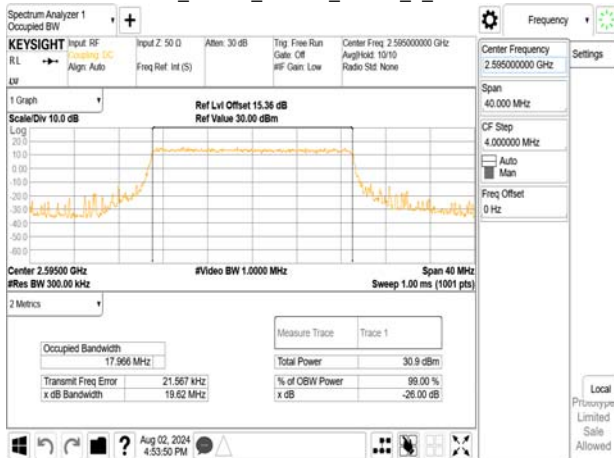 Spectrum Analyzer 1
Occupied BW
KEYSIGHT
RL
Input: RF
Coupling: DC
Align: Auto
Input Z: 50 Ω
Freq Ref: Int (S)
Atten: 30 dB
Trig: Free Run
Gate: Off
#IF Gain: Low
Center Freq: 2.595000000 GHz
Avg|Hold: 10/10
Radio Std: None
Frequency
Center Frequency
2.595000000 GHz
Settings
Span
40.000 MHz
CF Step
4.000000 MHz
Auto
Man
Freq Offset
0 Hz
Local
Prototype
Limited
Sale
Allowed
1 Graph
Scale/Div 10.0 dB
Ref Lvl Offset 15.36 dB
Ref Value 30.00 dBm
Log
20.0
10.0
0.00
-10.0
-20.0
-30.0
-40.0
-50.0
-60.0
Center 2.59500 GHz
#Video BW 1.0000 MHz
Span 40 MHz
#Res BW 300.00 kHz
Sweep 1.00 ms (1001 pts)
2 Metrics
Measure Trace Trace 1
Occupied Bandwidth
17.966 MHz
Total Power 30.9 dBm
Transmit Freq Error 21.567 kHz
% of OBW Power 99.00 %
x dB Bandwidth 19.62 MHz
x dB -26.00 dB
Aug 02, 2024
4:53:50 PM